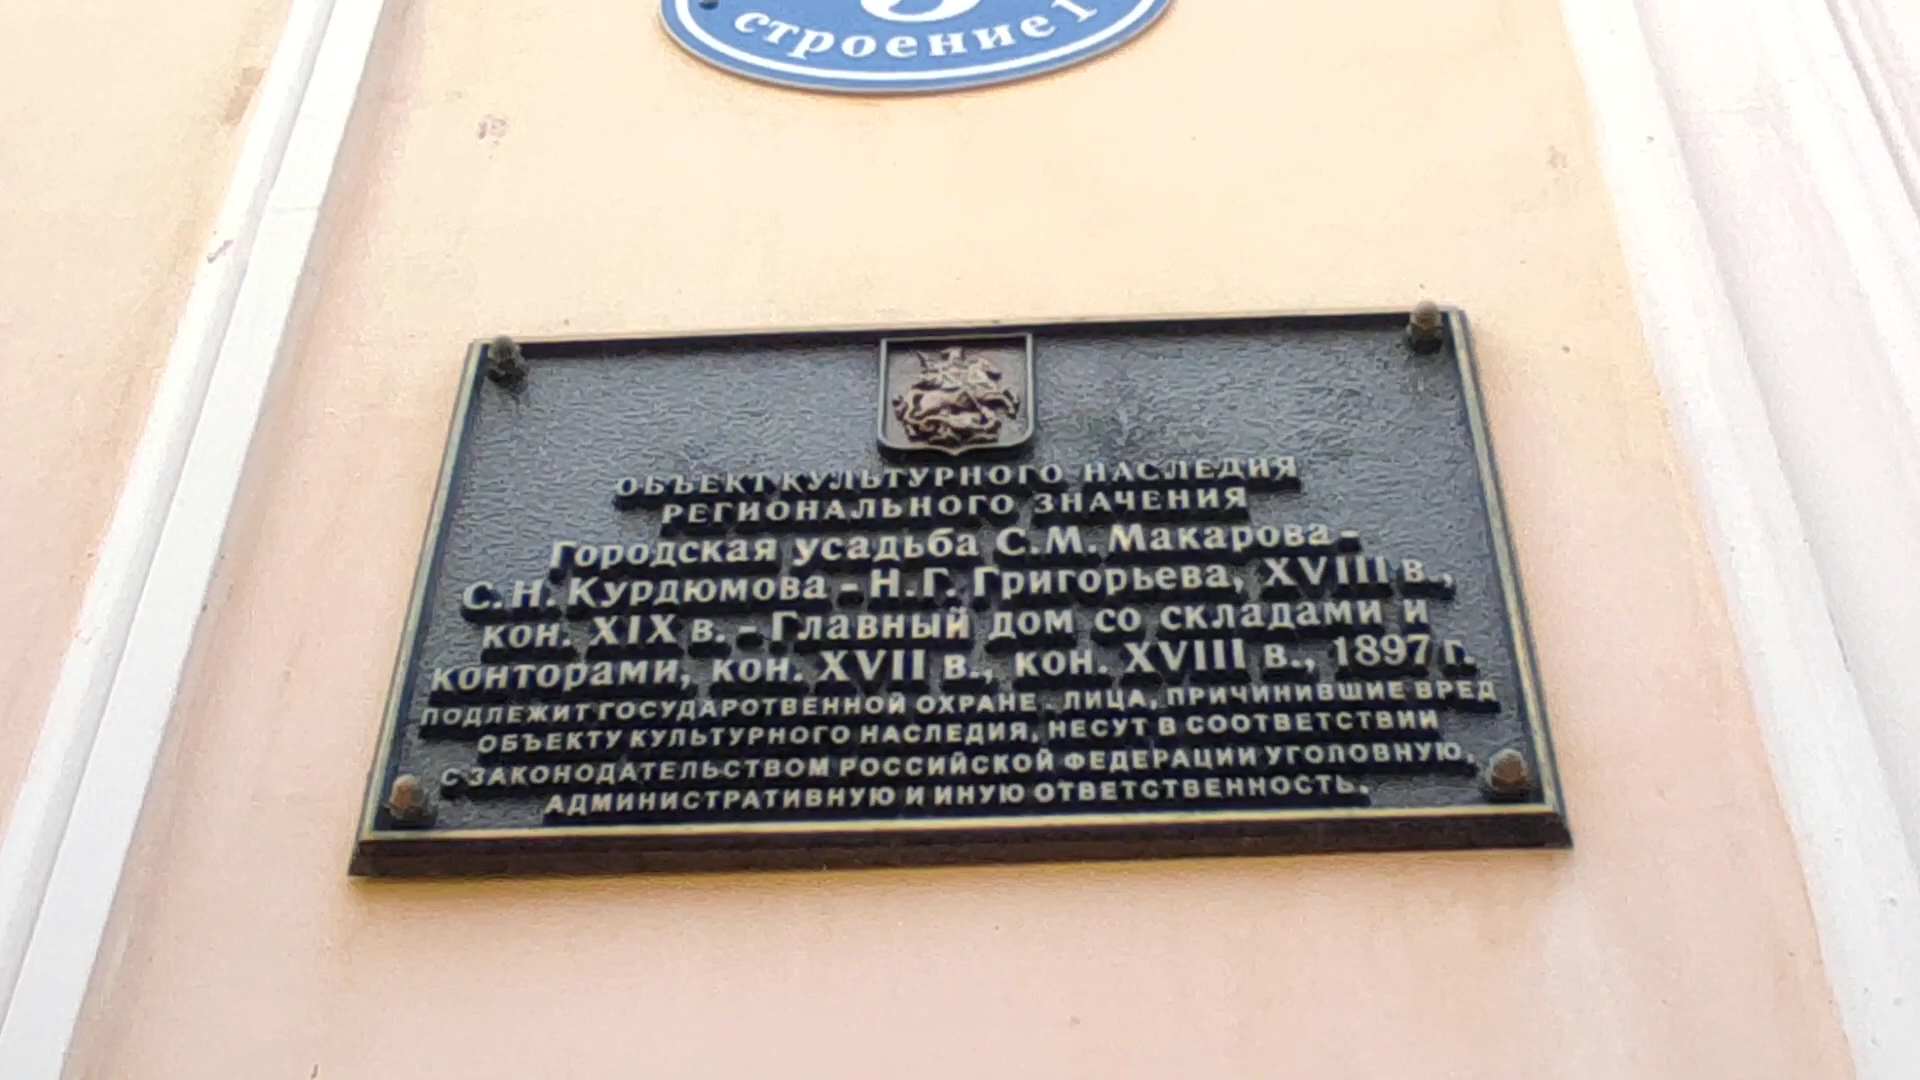 строение 1
ОБЪЕКТ КУЛЬТУРНОГО НАСЛЕДИЯ
РЕГИОНАЛЬНОГО ЗНАЧЕНИЯ
Городская усадьба С.М. Макарова -
С.Н. Курдюмова - Н.Г. Григорьева, XVIII в.,
кон. XIX в. - Главный дом со складами и
конторами, кон. XVII в., кон. XVIII в., 1897 г.
ПОДЛЕЖИТ ГОСУДАРОТВЕННОЙ ОХРАНЕ. ЛИЦА, ПРИЧИНИВШИЕ ВРЕД
ОБЪЕКТУ КУЛЬТУРНОГО НАСЛЕДИЯ, НЕСУТ В СООТВЕТСТВИИ
С ЗАКОНОДАТЕЛЬСТВОМ РОССИЙСКОЙ ФЕДЕРАЦИИ УГОЛОВНУЮ,
АДМИНИСТРАТИВНУЮ И ИНУЮ ОТВЕТСТВЕННОСТЬ.